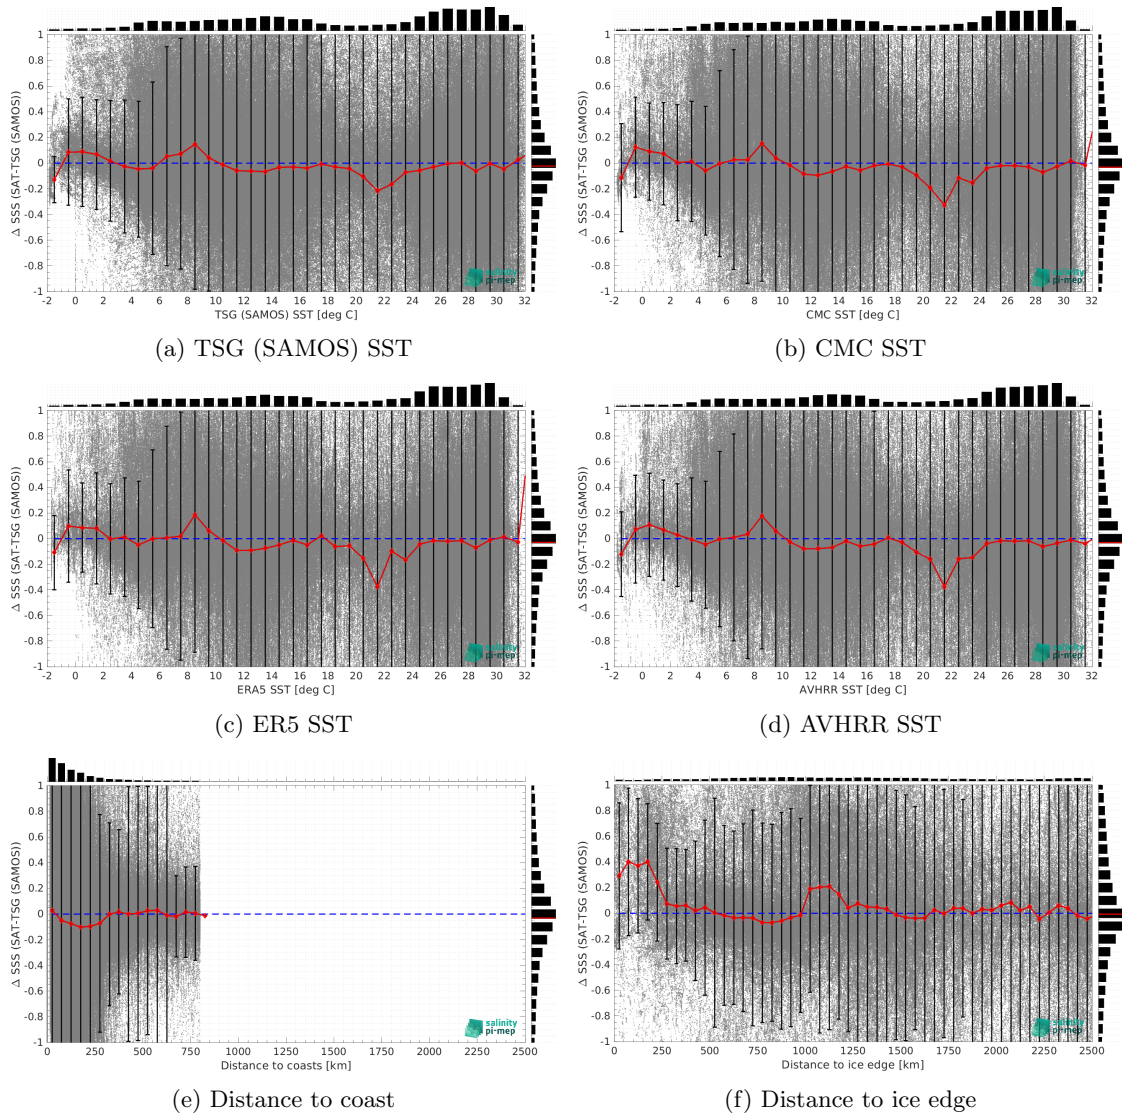 1
0.8
0.6
0.4
0.2
0
-0.2
-0.4
-0.6
-0.8
-1
Δ SSS (SAT-TSG (SAMOS))
salinity
pi-mep
-2 0 2 4 6 8 10 12 14 16 18 20 22 24 26 28 30 32
TSG (SAMOS) SST [deg C]
(a) TSG (SAMOS) SST
1
0.8
0.6
0.4
0.2
0
-0.2
-0.4
-0.6
-0.8
-1
Δ SSS (SAT-TSG (SAMOS))
salinity
pi-mep
-2 0 2 4 6 8 10 12 14 16 18 20 22 24 26 28 30 32
CMC SST [deg C]
(b) CMC SST
1
0.8
0.6
0.4
0.2
0
-0.2
-0.4
-0.6
-0.8
-1
Δ SSS (SAT-TSG (SAMOS))
salinity
pi-mep
-2 0 2 4 6 8 10 12 14 16 18 20 22 24 26 28 30 32
ERA5 SST [deg C]
(c) ER5 SST
1
0.8
0.6
0.4
0.2
0
-0.2
-0.4
-0.6
-0.8
-1
Δ SSS (SAT-TSG (SAMOS))
salinity
pi-mep
-2 0 2 4 6 8 10 12 14 16 18 20 22 24 26 28 30 32
AVHRR SST [deg C]
(d) AVHRR SST
1
0.8
0.6
0.4
0.2
0
-0.2
-0.4
-0.6
-0.8
-1
Δ SSS (SAT-TSG (SAMOS))
salinity
pi-mep
0 250 500 750 1000 1250 1500 1750 2000 2250 2500
Distance to coasts [km]
(e) Distance to coast
1
0.8
0.6
0.4
0.2
0
-0.2
-0.4
-0.6
-0.8
-1
Δ SSS (SAT-TSG (SAMOS))
salinity
pi-mep
0 250 500 750 1000 1250 1500 1750 2000 2250 2500
Distance to ice edge [km]
(f) Distance to ice edge